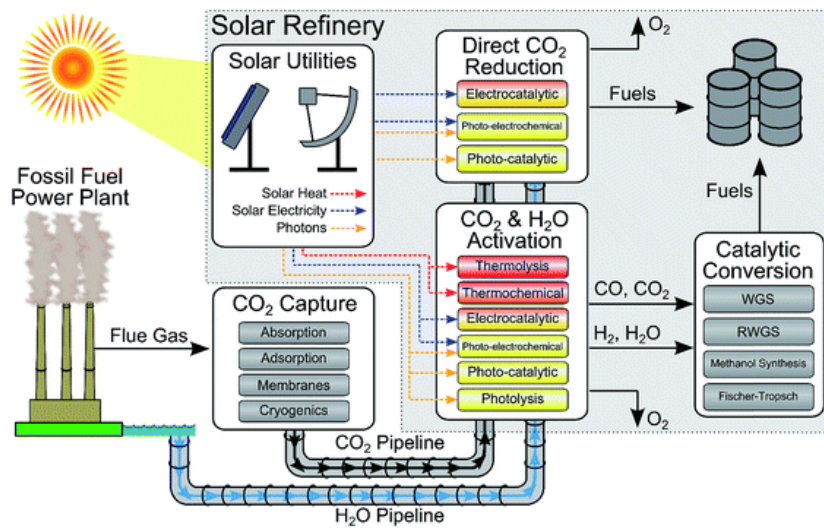 Solar Refinery
Solar Utilities
Solar Heat
Solar Electricity
Photons
Direct CO₂
Reduction
Electrocatalytic
Photo-electrochemical
Photo-catalytic
O₂
Fuels
Fossil Fuel
Power Plant
Flue Gas
CO₂ Capture
Absorption
Adsorption
Membranes
Cryogenics
CO₂ & H₂O
Activation
Thermolysis
Thermochemical
Electrocatalytic
Photo-electrochemical
Photo-catalytic
Photolysis
CO, CO₂
H₂, H₂O
O₂
Fuels
Catalytic
Conversion
WGS
RWGS
Methanol Synthesis
Fischer-Tropsch
CO₂ Pipeline
H₂O Pipeline